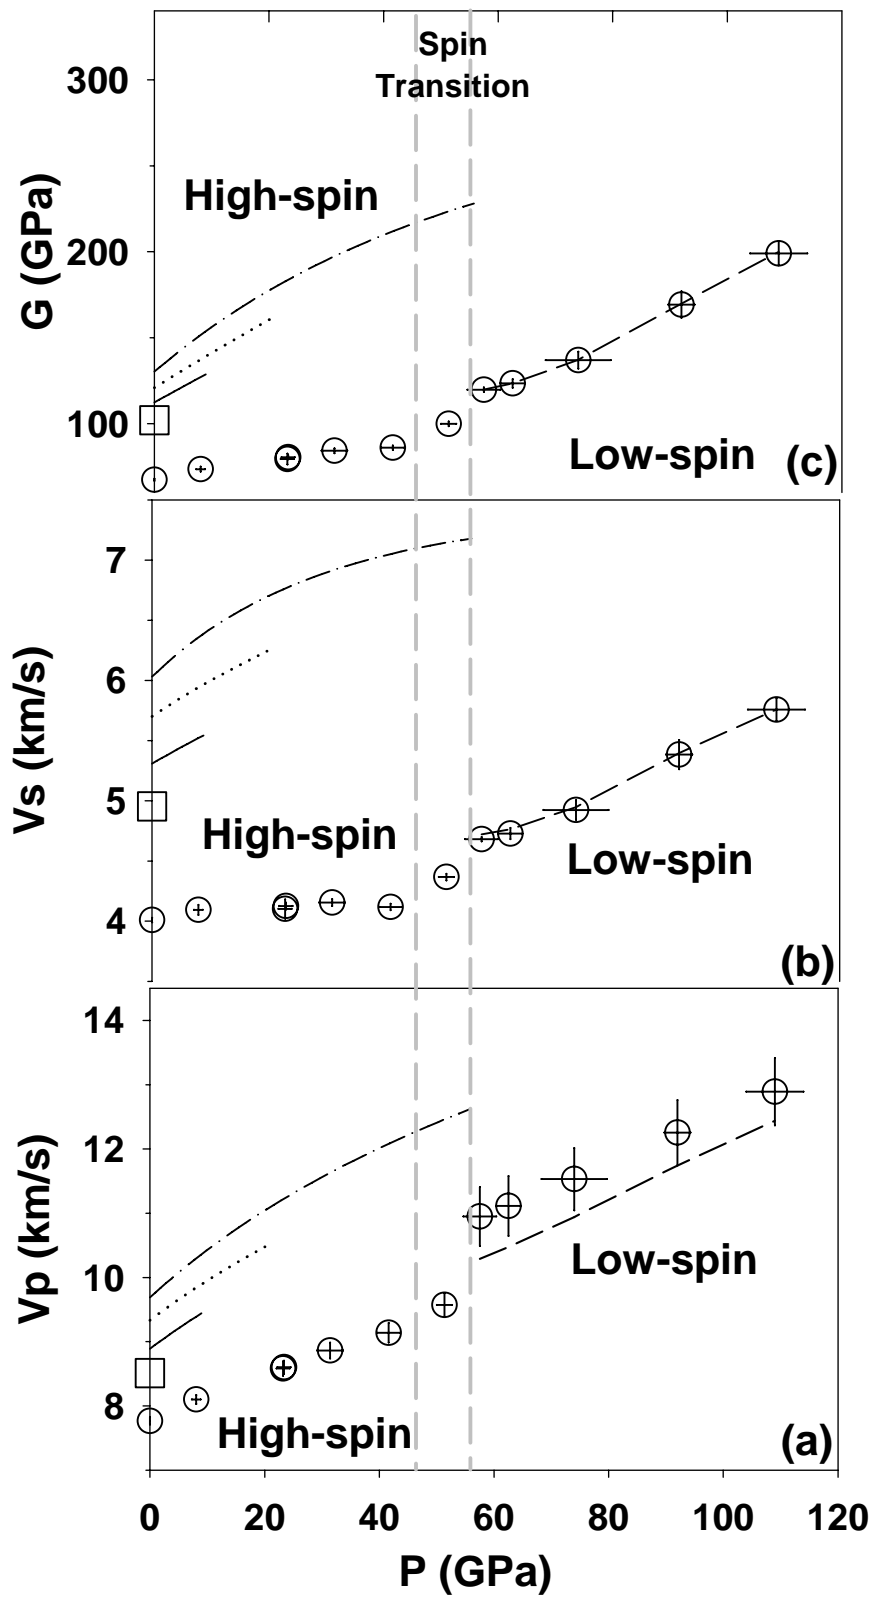 Spin
Transition
300
High-spin
200
G (GPa)
100
Low-spin
(c)
7
6
Vs (km/s)
5
High-spin
Low-spin
4
(b)
14
12
Vp (km/s)
10
Low-spin
8
High-spin
(a)
0 20 40 60 80 100 120
P (GPa)